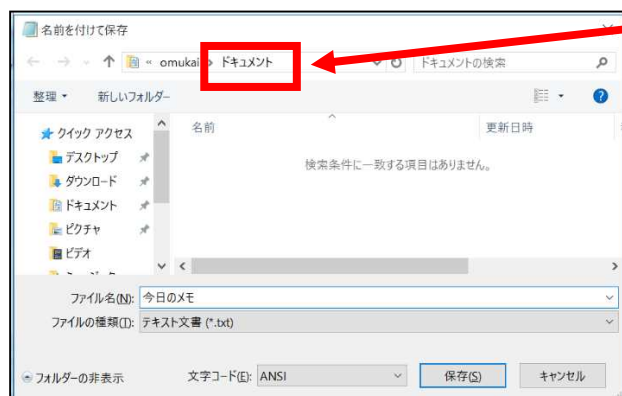 名前を付けて保存
« omukai › ドキュメント
ドキュメントの検索
整理
新しいフォルダー
クイック アクセス
デスクトップ
ダウンロード
ドキュメント
ピクチャ
ビデオ
名前
更新日時
検索条件に一致する項目はありません。
ファイル名(N): 今日のメモ
ファイルの種類(T): テキスト文書 (*.txt)
フォルダーの非表示
文字コード(E): ANSI
保存(S)
キャンセル